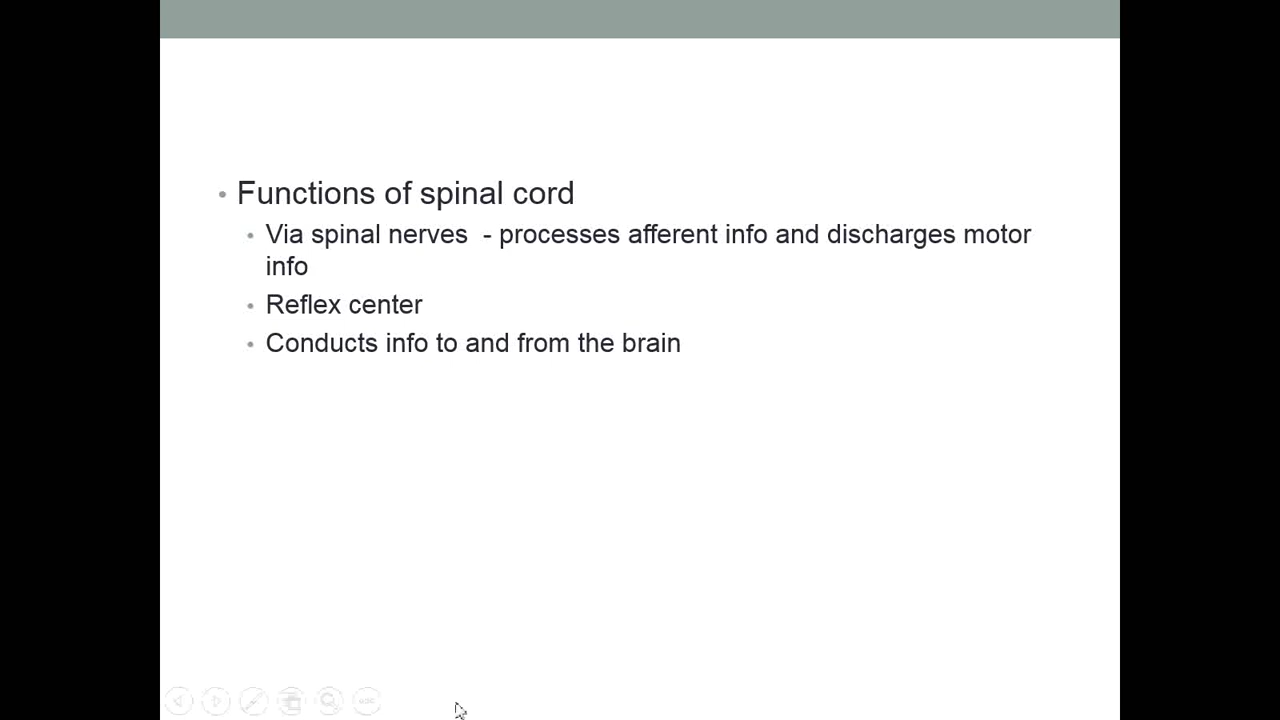 • Functions of spinal cord
• Via spinal nerves  - processes afferent info and discharges motor
info
• Reflex center
• Conducts info to and from the brain